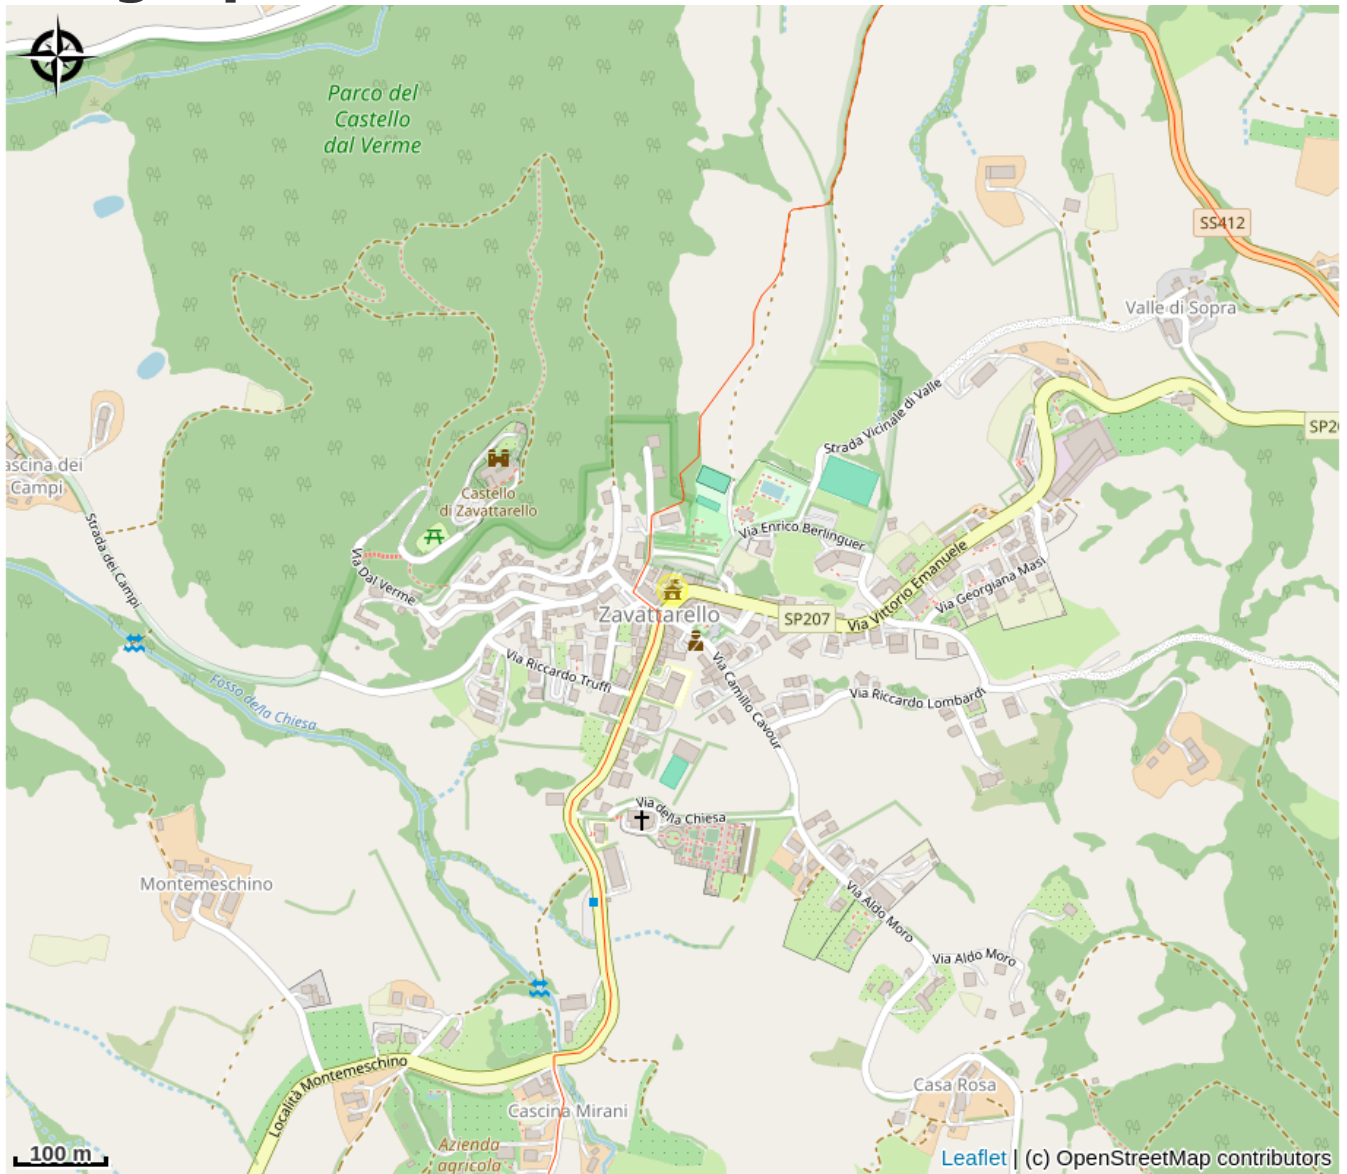 Parco del
Castello
dal Verme
SS412
Valle di Sopra
Strada Vicinale di Valle
SP20
ascina dei
Campi
Castello
di Zavattarello
Strada dei Campi
Via Dal Verme
Via Enrico Berlinguer
Via Vittorio Emanuele
Via Georgiana Masi
Zavattarello
SP207
Via Riccardo Truffi
Via Camillo Cavour
Via Riccardo Lombardi
Fosso della Chiesa
Via della Chiesa
Montemeschino
Via Aldo Moro
Via Aldo Moro
Località Montemeschino
Casa Rosa
Cascina Mirani
Azienda
agricola
100 m
Leaflet | (c) OpenStreetMap contributors